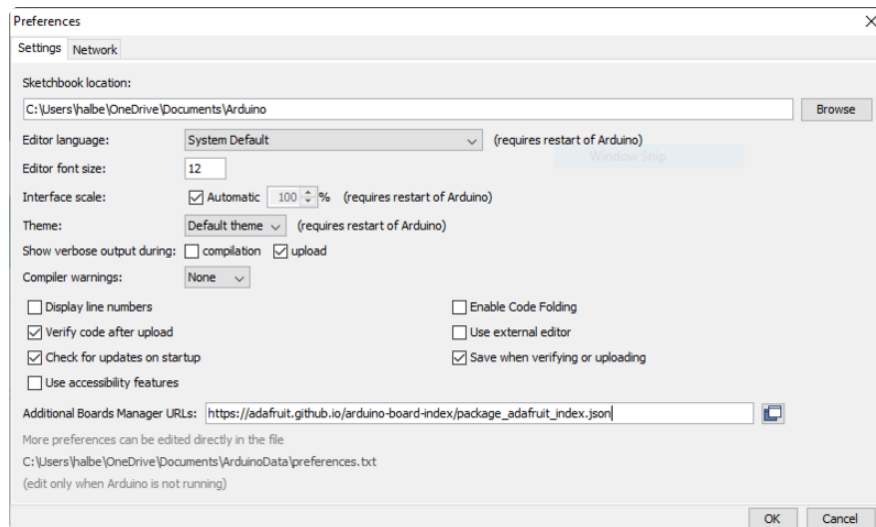 Preferences
Settings Network
Sketchbook location:
C:\Users\halbe\OneDrive\Documents\Arduino Browse
Editor language: System Default (requires restart of Arduino)
Window Snip
Editor font size: 12
Interface scale: Automatic 100 % (requires restart of Arduino)
Theme: Default theme (requires restart of Arduino)
Show verbose output during: compilation upload
Compiler warnings: None
Display line numbers Enable Code Folding
Verify code after upload Use external editor
Check for updates on startup Save when verifying or uploading
Use accessibility features
Additional Boards Manager URLs: https://adafruit.github.io/arduino-board-index/package_adafruit_index.json
More preferences can be edited directly in the file
C:\Users\halbe\OneDrive\Documents\ArduinoData\preferences.txt
(edit only when Arduino is not running)
OK Cancel